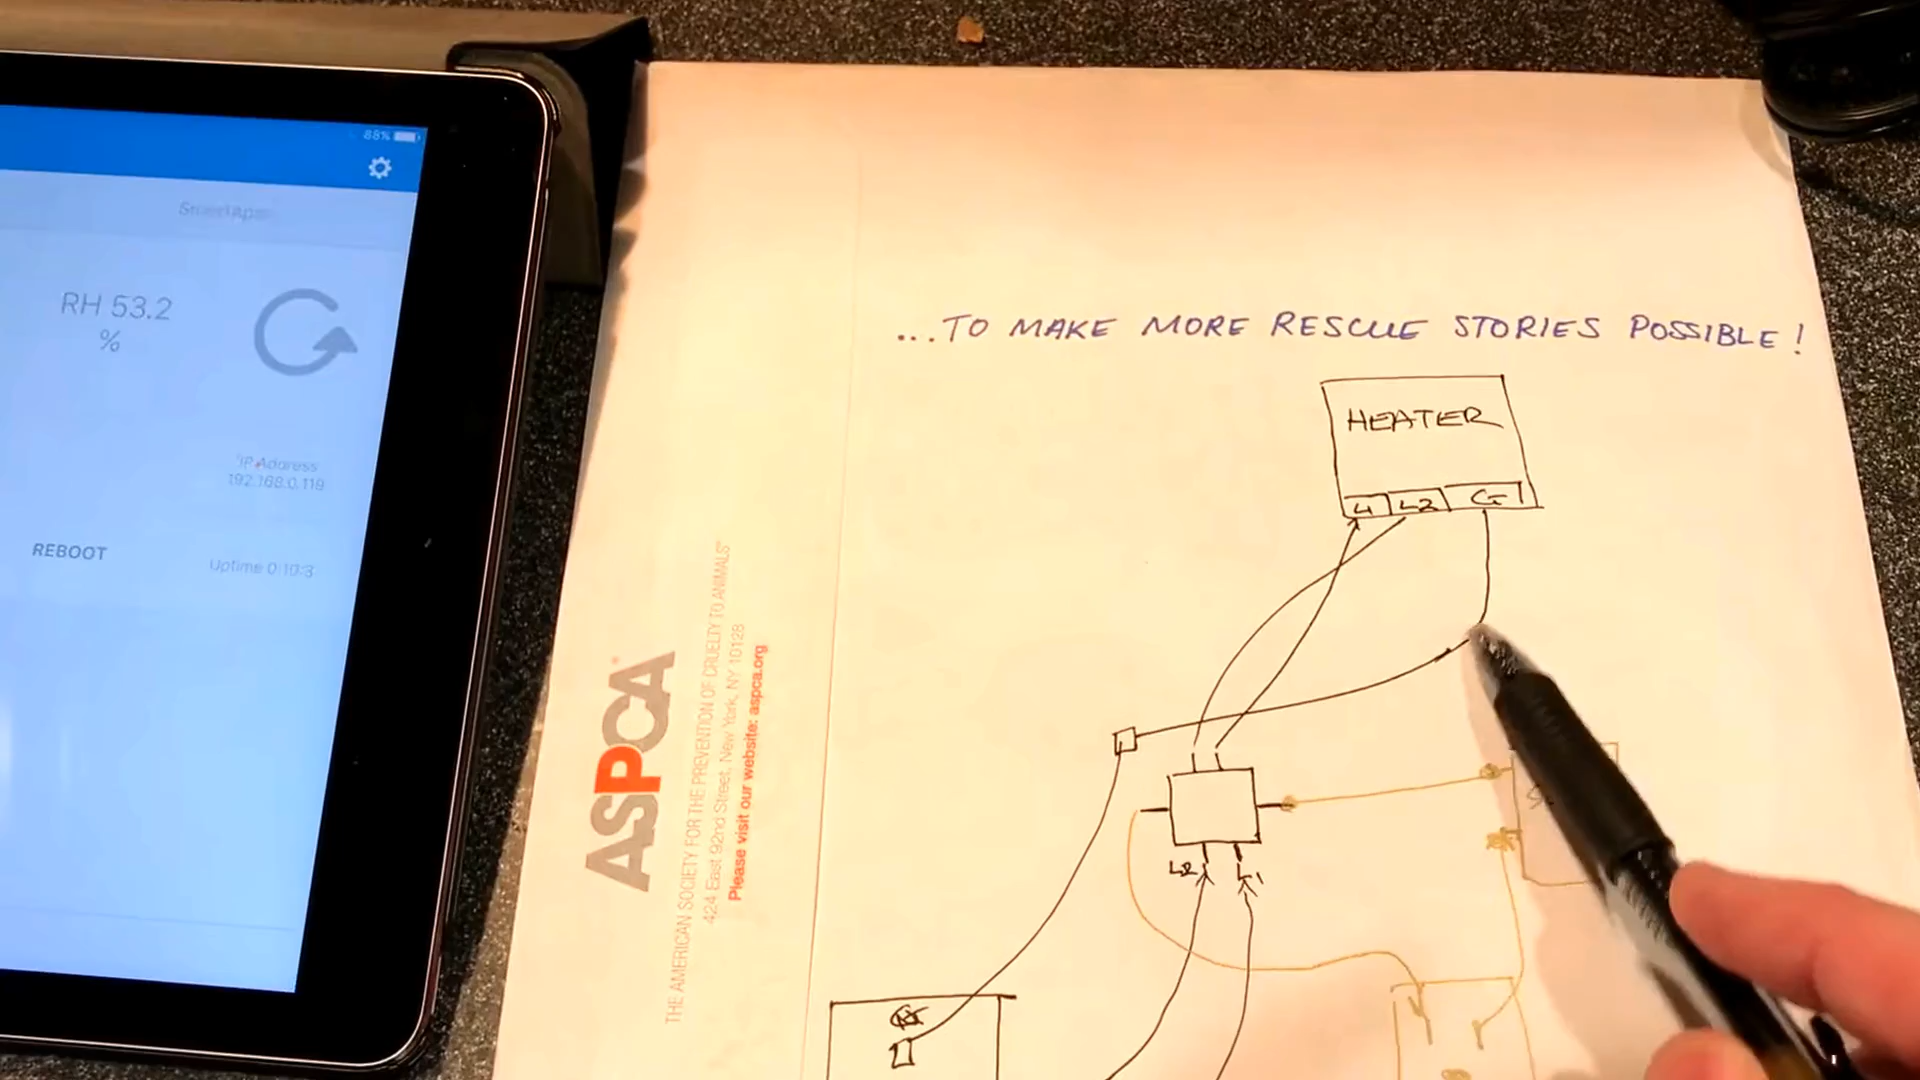 88%
SmartApps
RH 53.2
%
IP Address
192.168.0.119
REBOOT
Uptime 0:10:3
ASPCA
THE AMERICAN SOCIETY FOR THE PREVENTION OF CRUELTY TO ANIMALS
424 East 92nd Street, New York, NY 10128
Please visit our website: aspca.org
...TO MAKE MORE RESCUE STORIES POSSIBLE!
HEATER
L1 L2 G
L2 L1